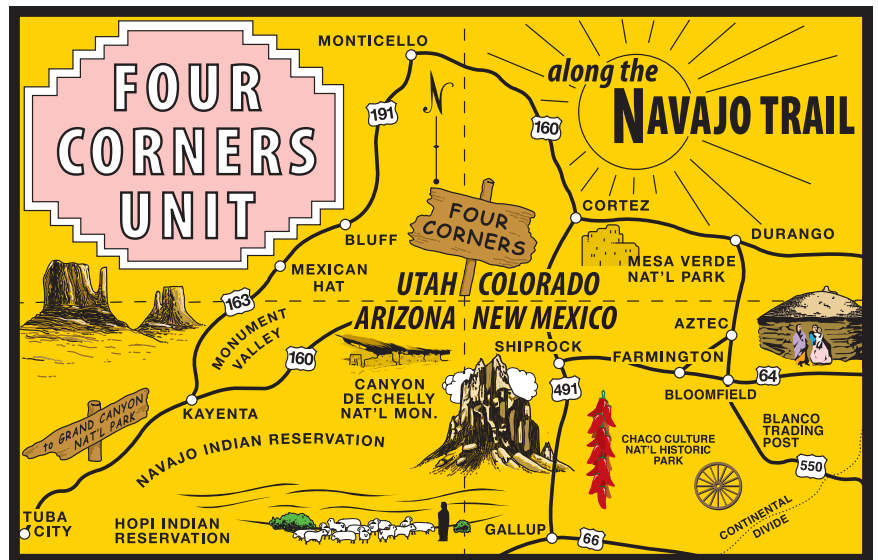 FOUR
CORNERS
UNIT
MONTICELLO
N
191
160
along the
NAVAJO TRAIL
FOUR
CORNERS
CORTEZ
BLUFF
DURANGO
MESA VERDE
NAT'L PARK
MEXICAN
HAT
UTAH
COLORADO
163
ARIZONA
NEW MEXICO
MONUMENT
VALLEY
160
SHIPROCK
AZTEC
FARMINGTON
64
BLOOMFIELD
491
CANYON
DE CHELLY
NAT'L MON.
KAYENTA
to GRAND CANYON
NAT'L PARK
NAVAJO INDIAN RESERVATION
CHACO CULTURE
NAT'L HISTORIC
PARK
BLANCO
TRADING
POST
550
TUBA
CITY
HOPI INDIAN
RESERVATION
GALLUP
66
CONTINENTAL
DIVIDE